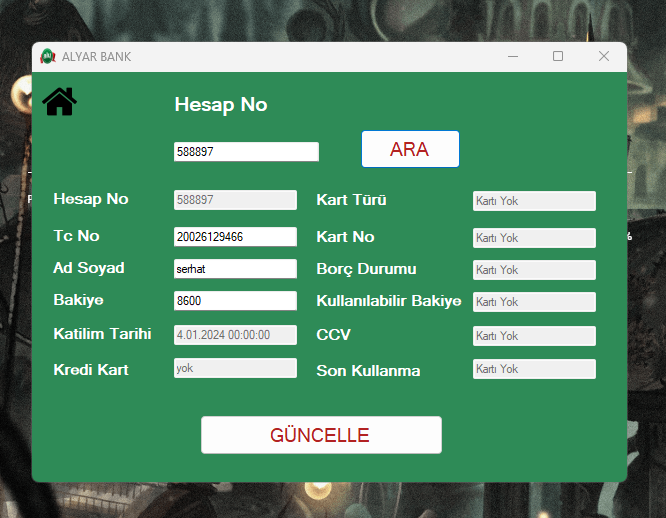 ALYAR BANK
Hesap No
588897 ARA
Hesap No 588897 Kart Türü Kartı Yok
Tc No 20026129466 Kart No Kartı Yok
Ad Soyad serhat Borç Durumu Kartı Yok
Bakiye 8600 Kullanılabilir Bakiye Kartı Yok
Katilim Tarihi 4.01.2024 00:00:00 CCV Kartı Yok
Kredi Kart yok Son Kullanma Kartı Yok
GÜNCELLE